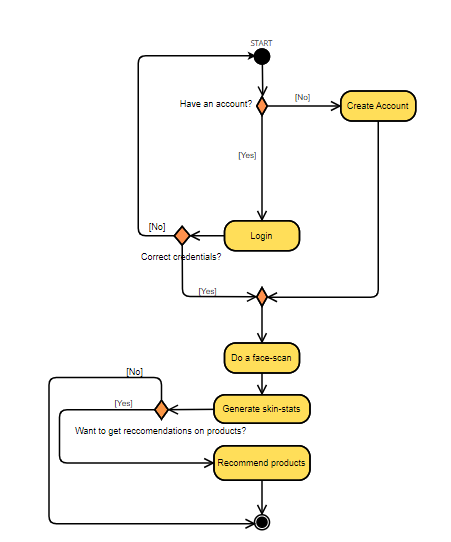 START
Have an account?
[No]
Create Account
[Yes]
[No]
Login
Correct credentials?
[Yes]
Do a face-scan
[No]
[Yes]
Generate skin-stats
Want to get reccomendations on products?
Recommend products